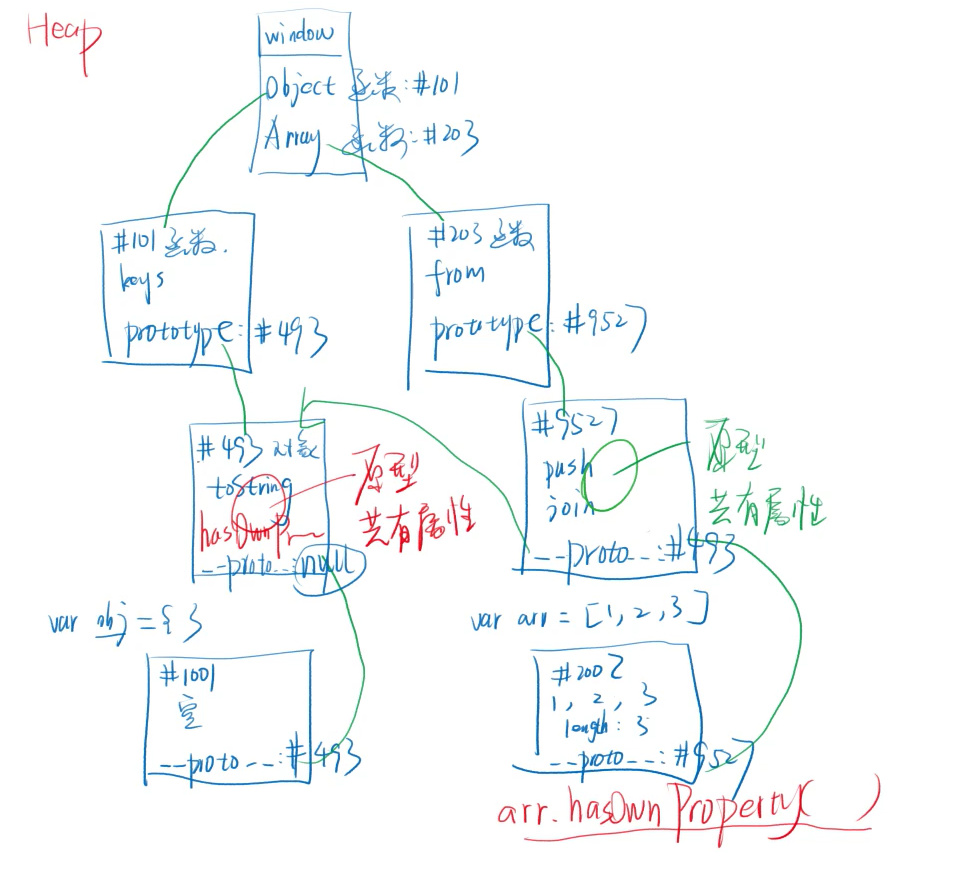 Heap
window
Object 函数:#101
Array 函数:#203
#101 函数.
keys
prototype: #493
#203 函数
from
prototype: #9527
#493 对象
toString
hasOwnPr
__proto__:null
原型
共有属性
#9527
push
join
__proto__:#493
原型
共有属性
var obj = { }
#1001
空
__proto__:#493
var arr = [1,2,3]
#2002
1, 2, 3
length: 3
__proto__:#9527
arr.hasOwnProperty( )